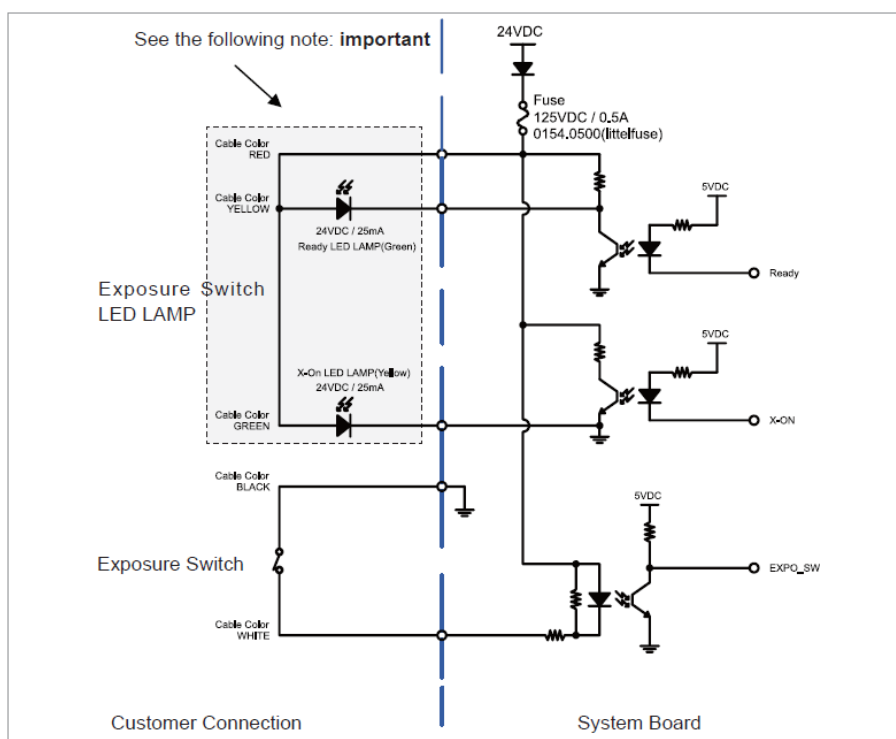 See the following note: important
24VDC
Fuse
125VDC / 0.5A
0154.0500(littelfuse)
Cable Color
RED
Cable Color
YELLOW
24VDC / 25mA
Ready LED LAMP(Green)
5VDC
Ready
Exposure Switch
LED LAMP
X-On LED LAMP(Yellow)
24VDC / 25mA
5VDC
Cable Color
GREEN
X-ON
Cable Color
BLACK
5VDC
Exposure Switch
EXPO_SW
Cable Color
WHITE
Customer Connection
System Board